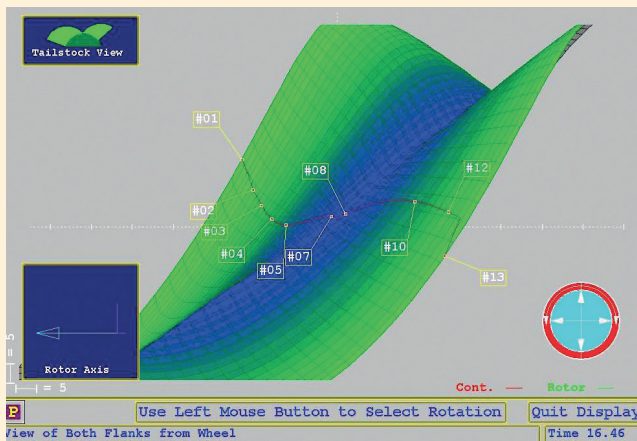 Tailstock View
#01
#08
#12
#02
#03
#04
#05
#07
#10
#13
= 5
Rotor Axis
= 5
Cont.
Rotor
P
Use Left Mouse Button to Select Rotation
Quit Display
View of Both Flanks from Wheel
Time 16.46